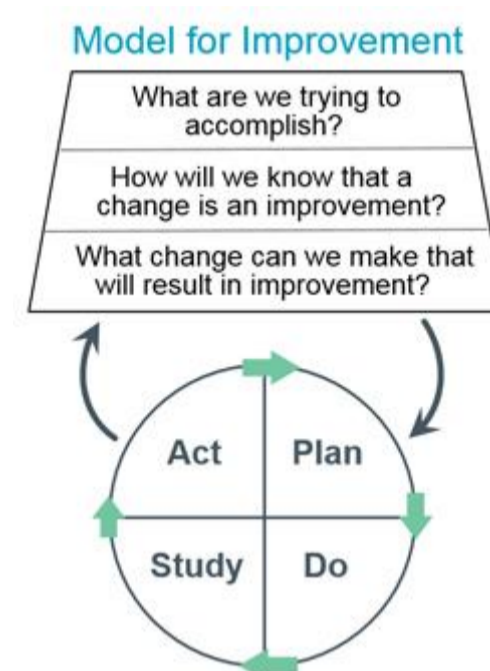 Model for Improvement
What are we trying to
accomplish?
How will we know that a
change is an improvement?
What change can we make that
will result in improvement?
Act
Plan
Study
Do